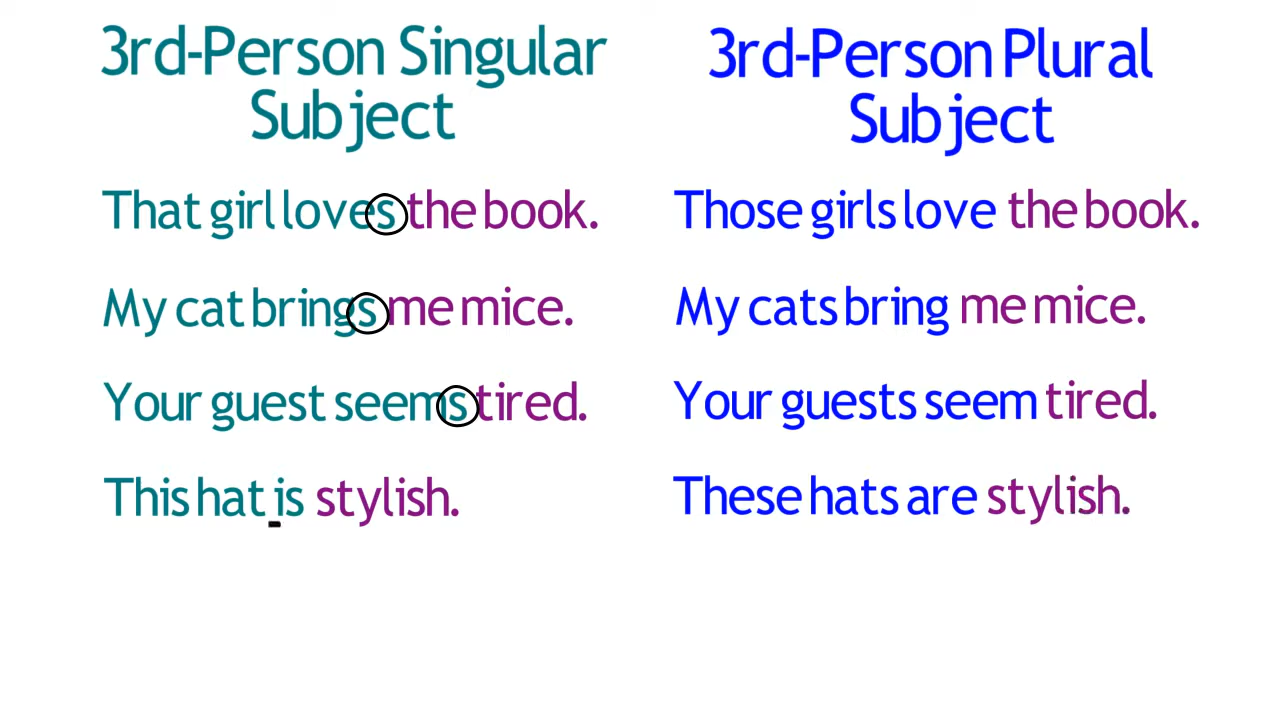 3rd-Person Singular
Subject
That girl loves the book.
My cat brings me mice.
Your guest seems tired.
This hat is stylish.
3rd-Person Plural
Subject
Those girls love the book.
My cats bring me mice.
Your guests seem tired.
These hats are stylish.